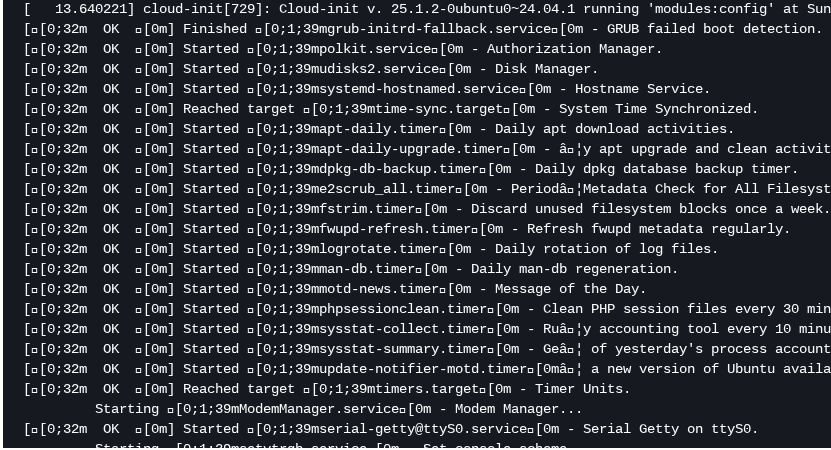 [   13.640221] cloud-init[729]: Cloud-init v. 25.1.2-0ubuntu0~24.04.1 running 'modules:config' at Sun
[□[0;32m  OK  □[0m] Finished □[0;1;39mgrub-initrd-fallback.service□[0m - GRUB failed boot detection.
[□[0;32m  OK  □[0m] Started □[0;1;39mpolkit.service□[0m - Authorization Manager.
[□[0;32m  OK  □[0m] Started □[0;1;39mudisks2.service□[0m - Disk Manager.
[□[0;32m  OK  □[0m] Started □[0;1;39msystemd-hostnamed.service□[0m - Hostname Service.
[□[0;32m  OK  □[0m] Reached target □[0;1;39mtime-sync.target□[0m - System Time Synchronized.
[□[0;32m  OK  □[0m] Started □[0;1;39mapt-daily.timer□[0m - Daily apt download activities.
[□[0;32m  OK  □[0m] Started □[0;1;39mapt-daily-upgrade.timer□[0m - â□¦y apt upgrade and clean activit
[□[0;32m  OK  □[0m] Started □[0;1;39mdpkg-db-backup.timer□[0m - Daily dpkg database backup timer.
[□[0;32m  OK  □[0m] Started □[0;1;39me2scrub_all.timer□[0m - Periodâ□¦Metadata Check for All Filesyst
[□[0;32m  OK  □[0m] Started □[0;1;39mfstrim.timer□[0m - Discard unused filesystem blocks once a week.
[□[0;32m  OK  □[0m] Started □[0;1;39mfwupd-refresh.timer□[0m - Refresh fwupd metadata regularly.
[□[0;32m  OK  □[0m] Started □[0;1;39mlogrotate.timer□[0m - Daily rotation of log files.
[□[0;32m  OK  □[0m] Started □[0;1;39mman-db.timer□[0m - Daily man-db regeneration.
[□[0;32m  OK  □[0m] Started □[0;1;39mmotd-news.timer□[0m - Message of the Day.
[□[0;32m  OK  □[0m] Started □[0;1;39mphpsessionclean.timer□[0m - Clean PHP session files every 30 min
[□[0;32m  OK  □[0m] Started □[0;1;39msysstat-collect.timer□[0m - Ruâ□¦y accounting tool every 10 minu
[□[0;32m  OK  □[0m] Started □[0;1;39msysstat-summary.timer□[0m - Geâ□¦ of yesterday's process account
[□[0;32m  OK  □[0m] Started □[0;1;39mupdate-notifier-motd.timer□[0mâ□¦ a new version of Ubuntu availa
[□[0;32m  OK  □[0m] Reached target □[0;1;39mtimers.target□[0m - Timer Units.
         Starting □[0;1;39mModemManager.service□[0m - Modem Manager...
[□[0;32m  OK  □[0m] Started □[0;1;39mserial-getty@ttyS0.service□[0m - Serial Getty on ttyS0.